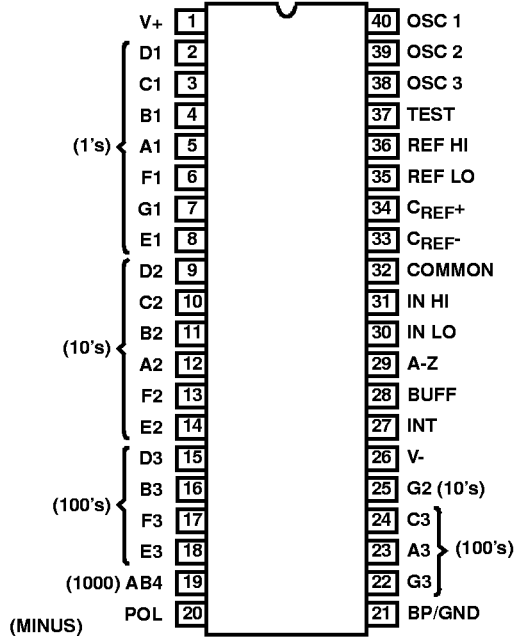 V+ 1 40 OSC 1
D1 2 39 OSC 2
C1 3 38 OSC 3
B1 4 37 TEST
(1's) A1 5 36 REF HI
F1 6 35 REF LO
G1 7 34 CREF+
E1 8 33 CREF-
D2 9 32 COMMON
C2 10 31 IN HI
(10's) B2 11 30 IN LO
A2 12 29 A-Z
F2 13 28 BUFF
E2 14 27 INT
D3 15 26 V-
B3 16 25 G2 (10's)
(100's) F3 17 24 C3
E3 18 23 A3 (100's)
(1000) AB4 19 22 G3
(MINUS) POL 20 21 BP/GND